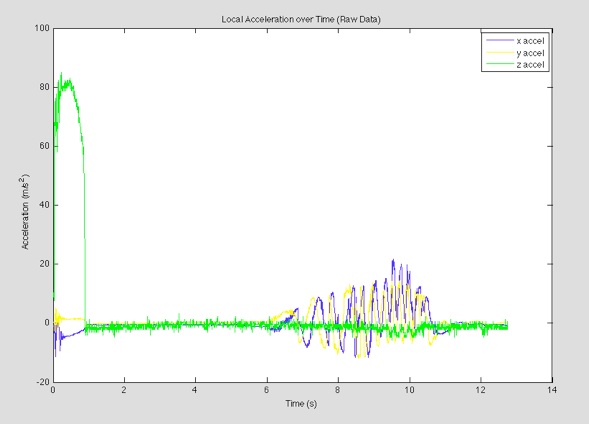 Local Acceleration over Time (Raw Data)
100
80
60
40
20
0
-20
Acceleration (m/s²)
x accel
y accel
z accel
0 2 4 6 8 10 12 14
Time (s)